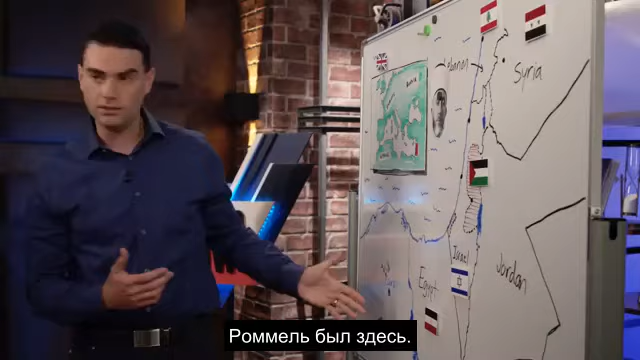 Lebanon
Syria
Israel
Egypt
Jordan
Роммель был здесь.